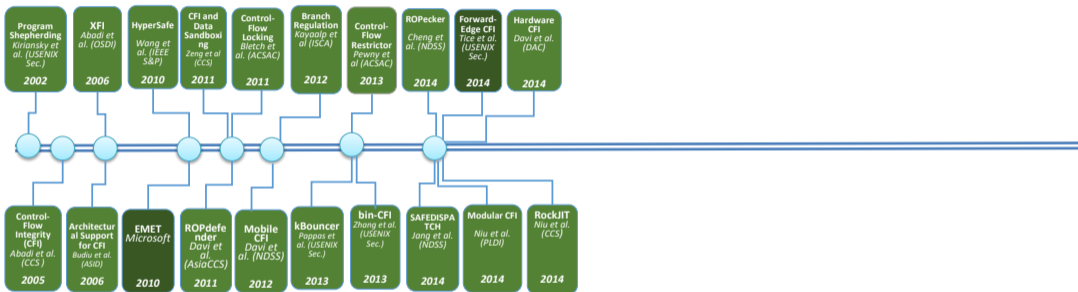 Program
Shepherding
Kiriansky et
al. (USENIX
Sec.)
2002
XFI
Abadi et
al. (OSDI)
2006
HyperSafe
Wang et
al. (IEEE
S&P)
2010
CFI and
Data
Sandboxi
ng
Zeng et al
(CCS)
2011
Control-
Flow
Locking
Bletch et
al. (ACSAC)
2011
Branch
Regulation
Kayaalp et
al (ISCA)
2012
Control-
Flow
Restrictor
Pewny et
al (ACSAC)
2013
ROPecker
Cheng et
al. (NDSS)
2014
Forward-
Edge CFI
Tice et al.
(USENIX
Sec.)
2014
Hardware
CFI
Davi et al.
(DAC)
2014
Control-
Flow
Integrity
(CFI)
Abadi et al.
(CCS )
2005
Architectur
al Support
for CFI
Budiu et al.
(ASID)
2006
EMET
Microsoft
2010
ROPdefe
nder
Davi et
al.
(AsiaCCS)
2011
Mobile
CFI
Davi et
al. (NDSS)
2012
kBouncer
Pappas et
al. (USENIX
Sec.)
2013
bin-CFI
Zhang et al.
(USENIX
Sec.)
2013
SAFEDISPA
TCH
Jang et al.
(NDSS)
2014
Modular CFI
Niu et al.
(PLDI)
2014
RockJIT
Niu et al.
(CCS)
2014